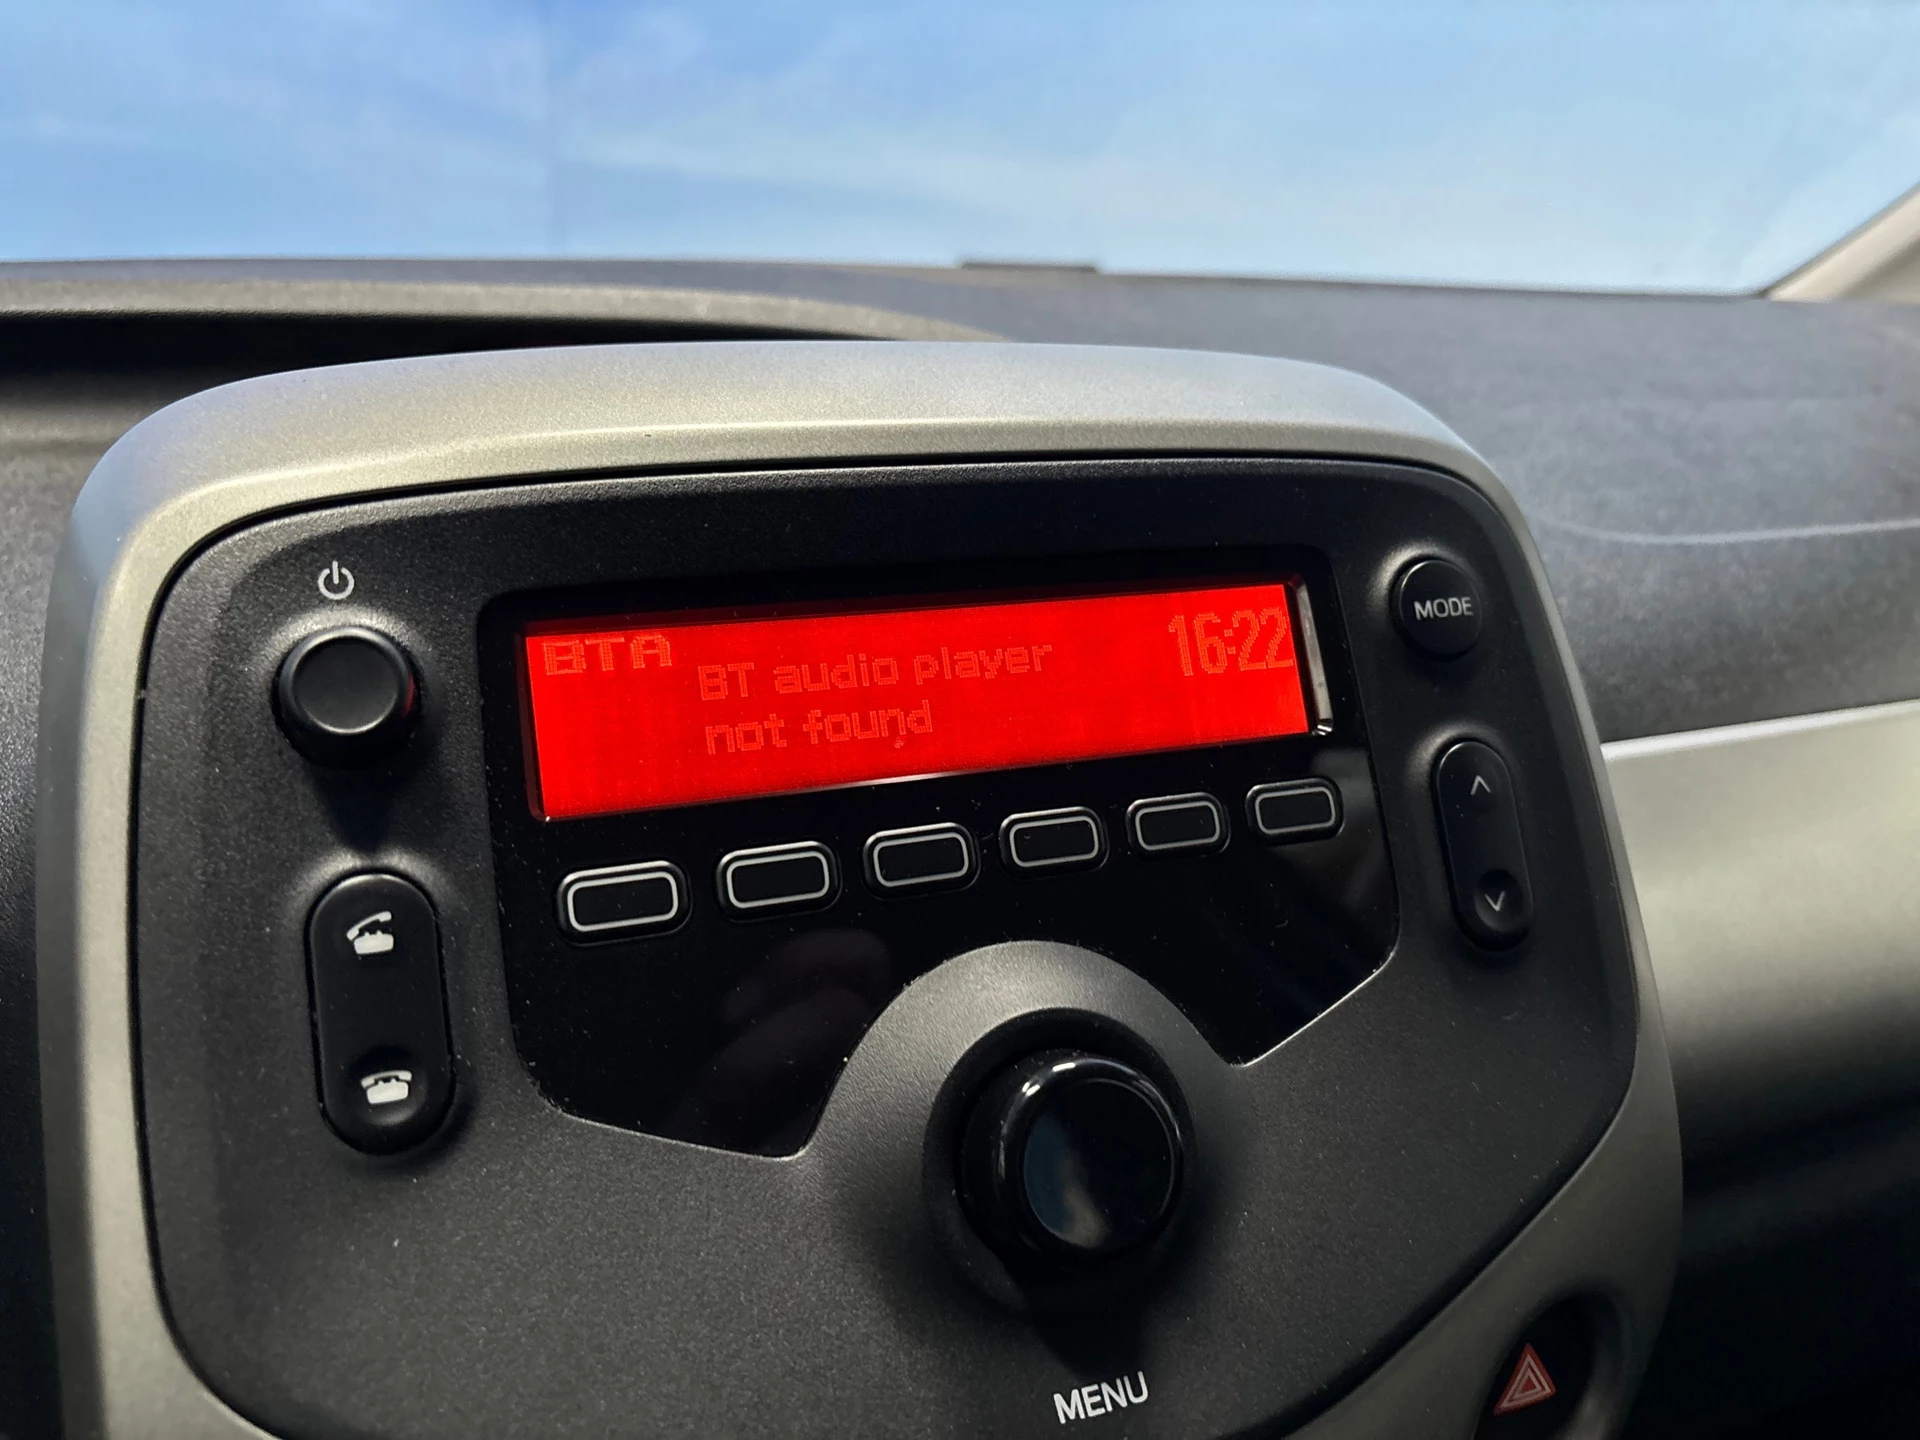 BTA
BT audio player
not found
16:22
MODE
MENU